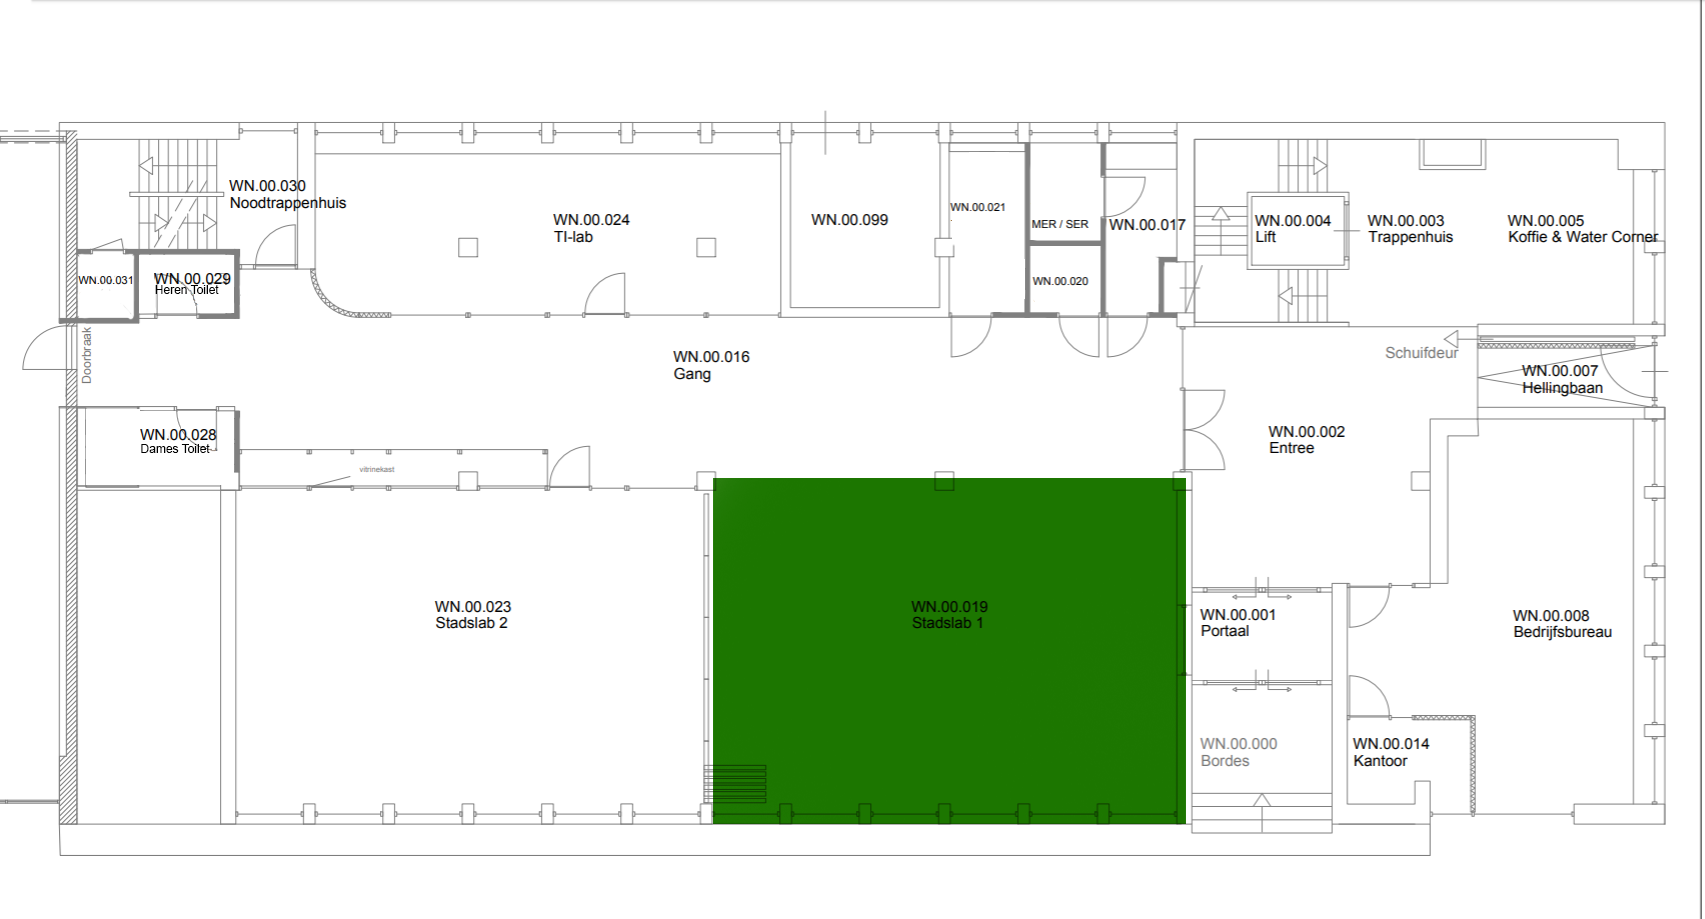 WN.00.030
Noodtrappenhuis
WN.00.024
TI-lab
WN.00.099
WN.00.021
MER / SER
WN.00.017
WN.00.020
WN.00.004
Lift
WN.00.003
Trappenhuis
WN.00.005
Koffie & Water Corner
WN.00.031
WN.00.029
Heren Toilet
Doorbraak
WN.00.016
Gang
Schuifdeur
WN.00.007
Hellingbaan
WN.00.028
Dames Toilet
vitrinekast
WN.00.002
Entree
WN.00.023
Stadslab 2
WN.00.019
Stadslab 1
WN.00.001
Portaal
WN.00.008
Bedrijfsbureau
WN.00.000
Bordes
WN.00.014
Kantoor